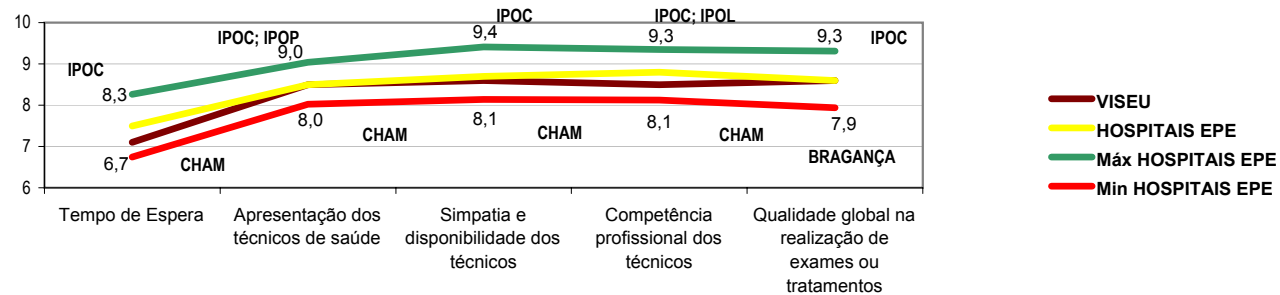 10
9
8
7
6
IPOC
IPOC; IPOP
IPOC
IPOC; IPOL
IPOC
8,3
9,0
9,4
9,3
9,3
6,7
8,0
8,1
8,1
7,9
CHAM
CHAM
CHAM
CHAM
BRAGANÇA
Tempo de Espera
Apresentação dos
técnicos de saúde
Simpatia e
disponibilidade dos
técnicos
Competência
profissional dos
técnicos
Qualidade global na
realização de
exames ou
tratamentos
VISEU
HOSPITAIS EPE
Máx HOSPITAIS EPE
Min HOSPITAIS EPE